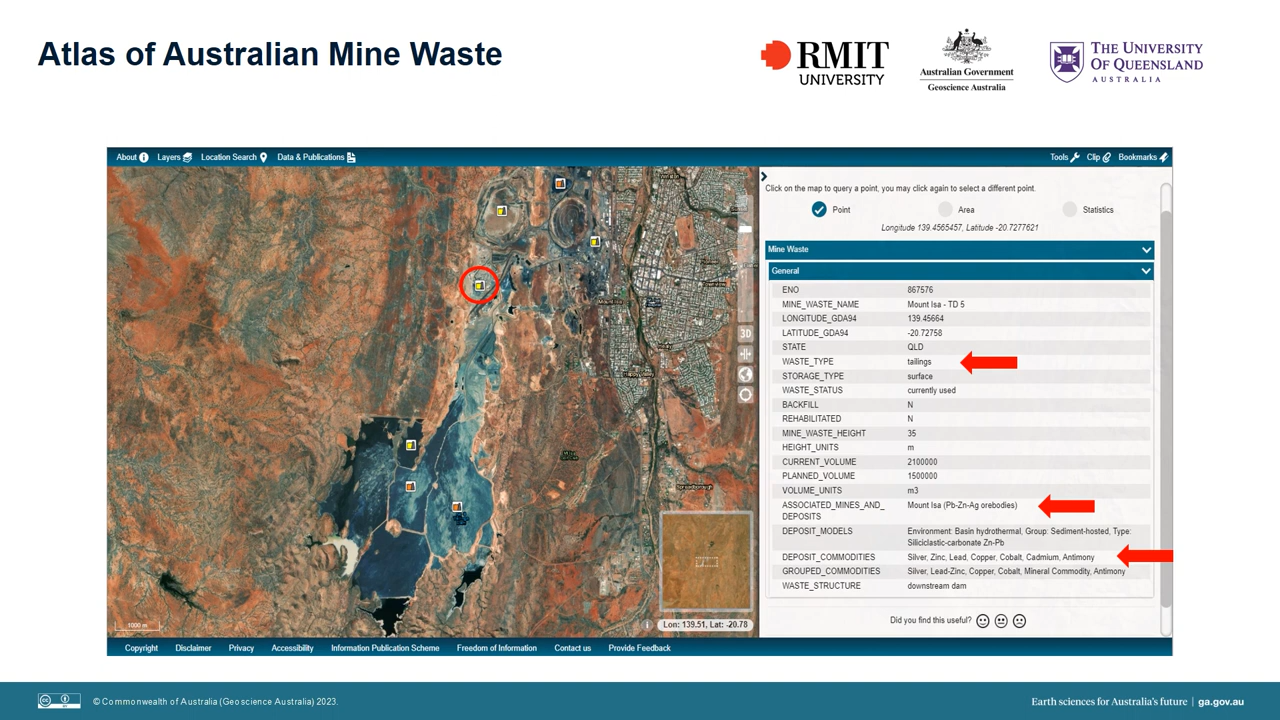 Atlas of Australian Mine Waste
RMIT
UNIVERSITY
Australian Government
Geoscience Australia
THE UNIVERSITY
OF QUEENSLAND
AUSTRALIA
About Layers Location Search Data & Publications
Tools Clip Bookmarks
Click on the map to query a point, you may click again to select a different point.
Point Area Statistics
Longitude 139.4565457, Latitude -20.7277621
Mine Waste
General
ENO 867576
MINE_WASTE_NAME Mount Isa - TD 5
LONGITUDE_GDA94 139.45664
LATITUDE_GDA94 -20.72758
STATE QLD
WASTE_TYPE tailings
STORAGE_TYPE surface
WASTE_STATUS currently used
BACKFILL N
REHABILITATED N
MINE_WASTE_HEIGHT 35
HEIGHT_UNITS m
CURRENT_VOLUME 2100000
PLANNED_VOLUME 1500000
VOLUME_UNITS m3
ASSOCIATED_MINES_AND_ Mount Isa (Pb-Zn-Ag orebodies)
DEPOSITS
DEPOSIT_MODELS Environment: Basin hydrothermal, Group: Sediment-hosted, Type:
Siliciclastic-carbonate Zn-Pb
DEPOSIT_COMMODITIES Silver, Zinc, Lead, Copper, Cobalt, Cadmium, Antimony
GROUPED_COMMODITIES Silver, Lead-Zinc, Copper, Cobalt, Mineral Commodity, Antimony
WASTE_STRUCTURE downstream dam
Did you find this useful?
Mount Isa
3D
1000 m
Lon: 139.51, Lat: -20.78
Copyright Disclaimer Privacy Accessibility Information Publication Scheme Freedom of Information Contact us Provide Feedback
© Commonwealth of Australia (Geoscience Australia) 2023.
Earth sciences for Australia's future | ga.gov.au